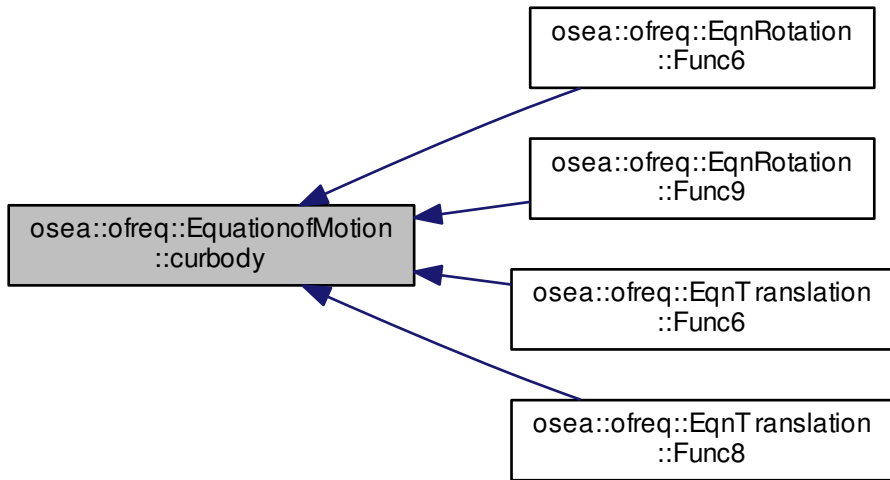 osea::ofreq::EqnRotation
::Func6
osea::ofreq::EqnRotation
::Func9
osea::ofreq::EquationofMotion
::curbody
osea::ofreq::EqnTranslation
::Func6
osea::ofreq::EqnTranslation
::Func8